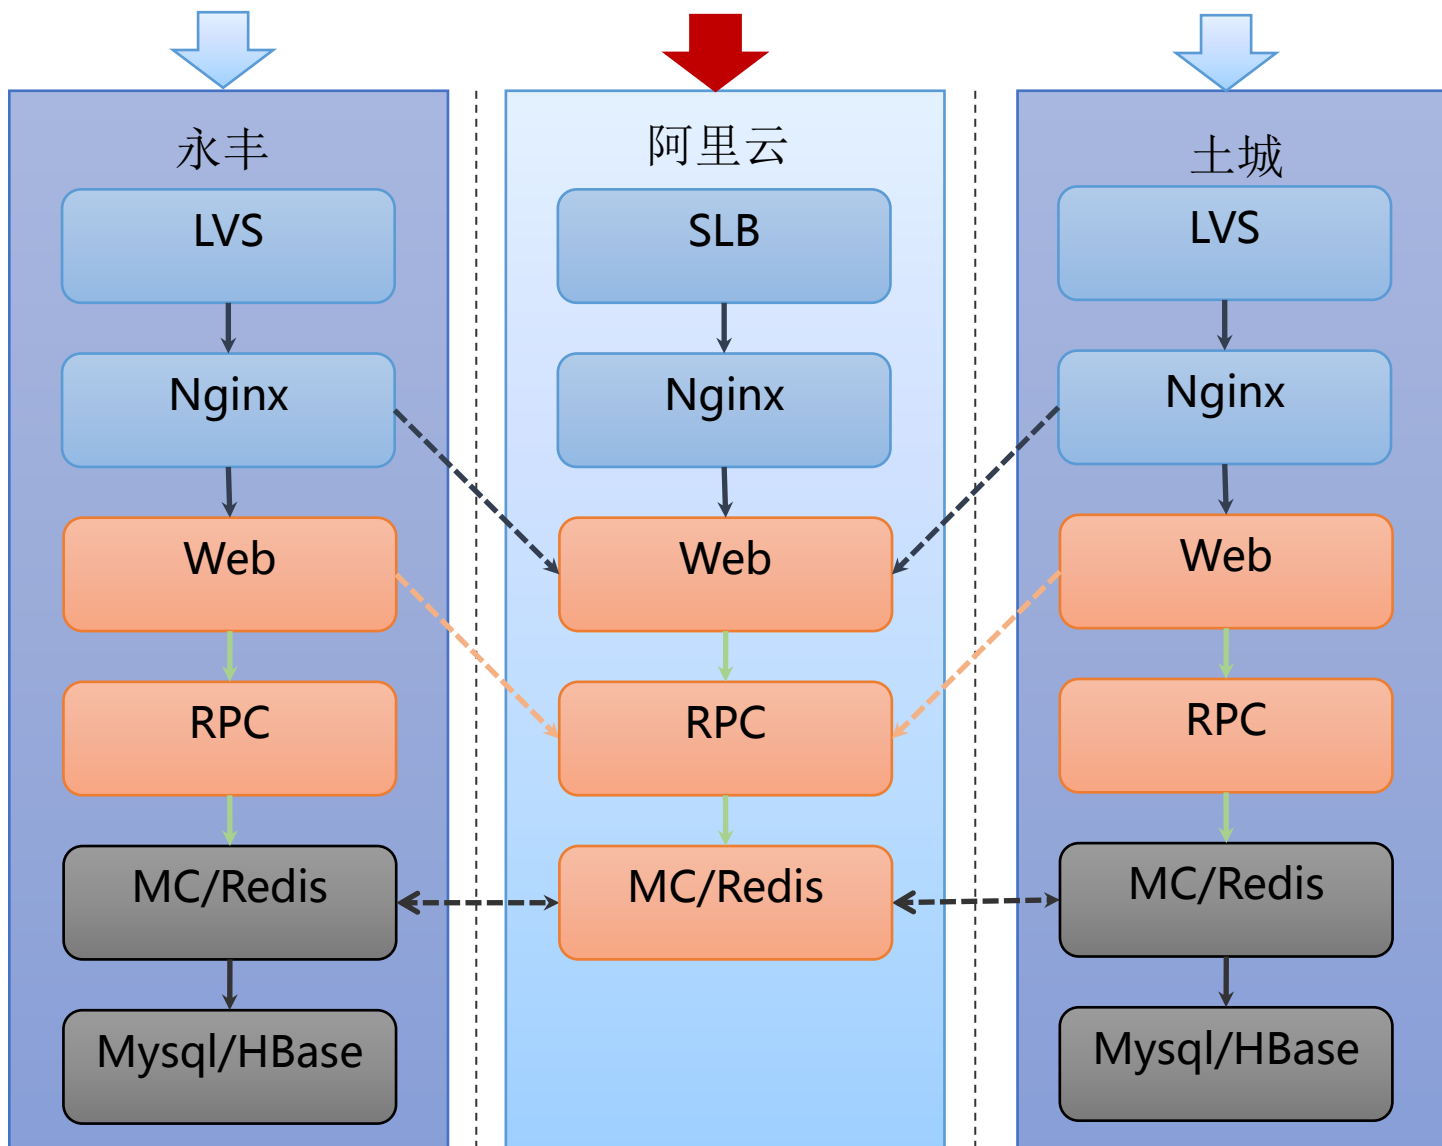 永丰
LVS
Nginx
Web
RPC
MC/Redis
Mysql/HBase
阿里云
SLB
Nginx
Web
RPC
MC/Redis
土城
LVS
Nginx
Web
RPC
MC/Redis
Mysql/HBase